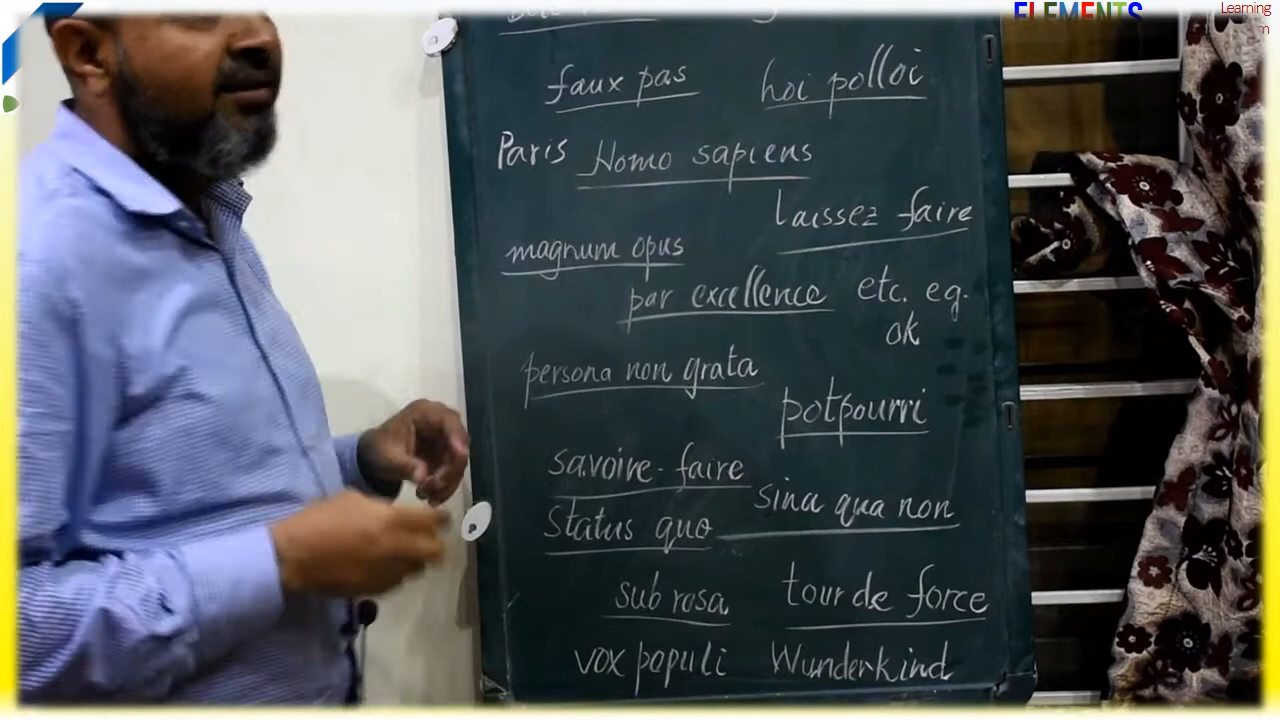 ELEMENTS
Learning
faux pas hoi polloi
Paris Homo sapiens
laissez faire
magnum opus
par excellence etc. eg.
ok
persona non grata
potpourri
savoire-faire
sina qua non
status quo
sub rosa tour de force
vox populi Wunderkind